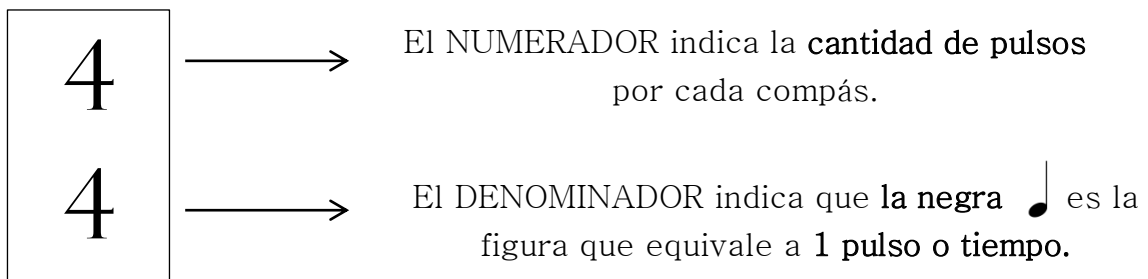 4
El NUMERADOR indica la cantidad de pulsos
por cada compás.
4
El DENOMINADOR indica que la negra es la
figura que equivale a 1 pulso o tiempo.